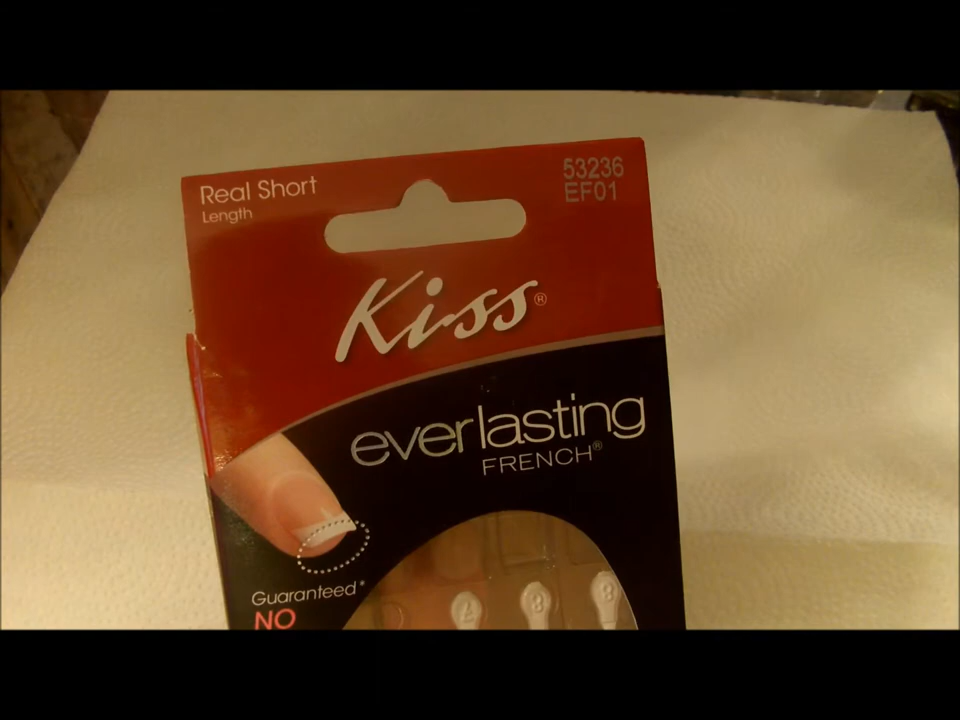 Real Short
Length
53236
EF01
Kiss®
everlasting
FRENCH®
Guaranteed*
NO